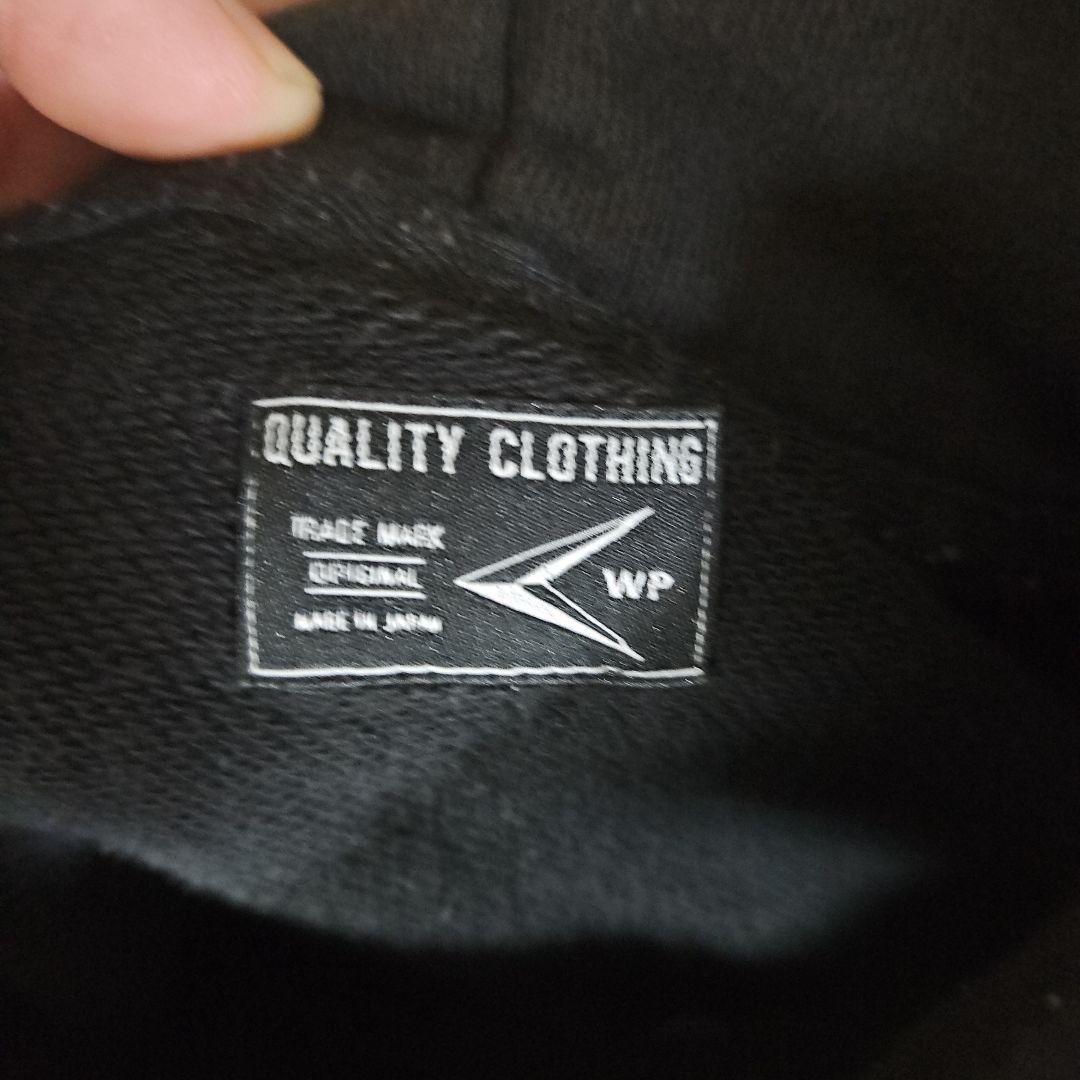 QUALITY CLOTHING
TRADE MARK
ORIGINAL
MADE IN JAPAN
WP